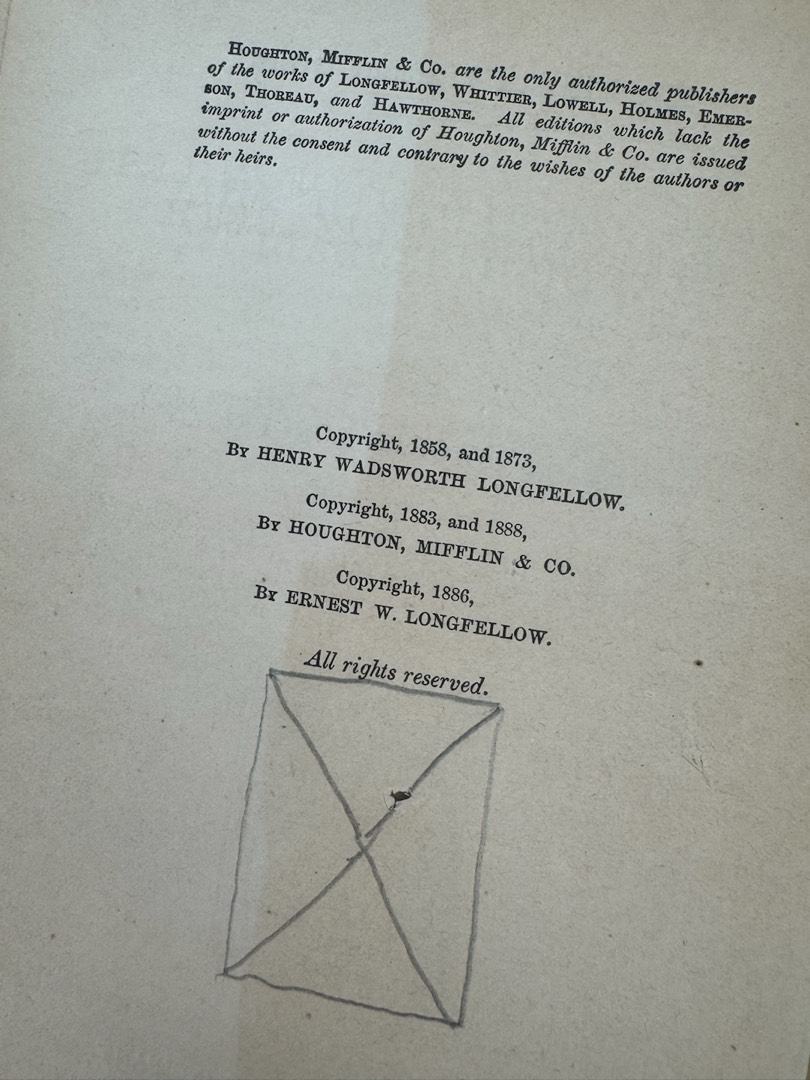 HOUGHTON, MIFFLIN & CO. are the only authorized publishers
of the works of LONGFELLOW, WHITTIER, LOWELL, HOLMES, EMER-
SON, THOREAU, and HAWTHORNE. All editions which lack the
imprint or authorization of Houghton, Mifflin & Co. are issued
without the consent and contrary to the wishes of the authors or
their heirs.
Copyright, 1858, and 1873,
BY HENRY WADSWORTH LONGFELLOW.
Copyright, 1883, and 1888,
BY HOUGHTON, MIFFLIN & CO.
Copyright, 1886,
BY ERNEST W. LONGFELLOW.
All rights reserved.